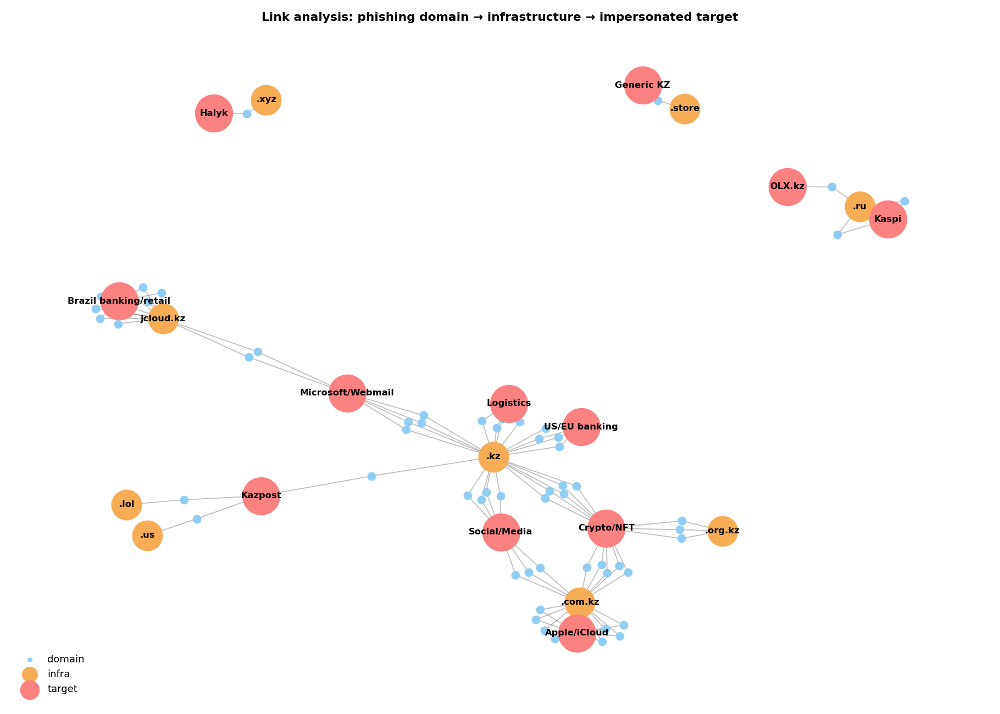 Link analysis: phishing domain → infrastructure → impersonated target
Generic KZ
.xyz
.store
Halyk
OLX.kz
.ru
Kaspi
Brazil banking/retail
jcloud.kz
Microsoft/Webmail
Logistics
US/EU banking
.kz
Kazpost
.lol
.us
Social/Media
Crypto/NFT
.org.kz
.com.kz
Apple/iCloud
domain
infra
target